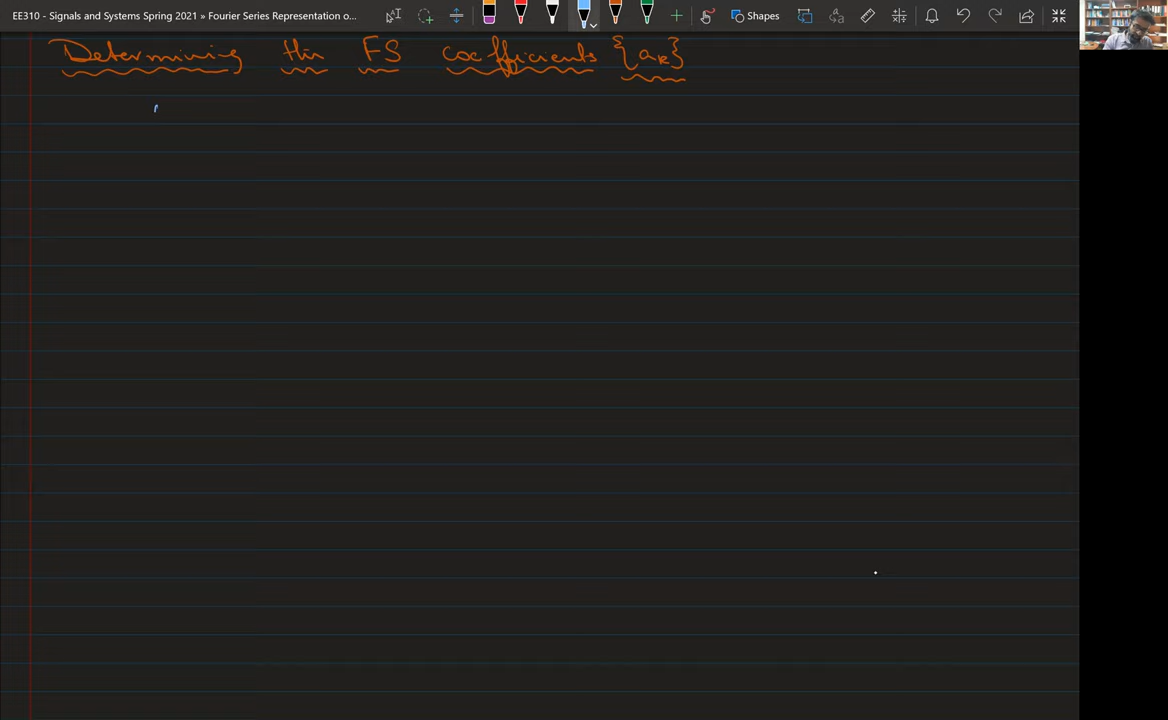 EE310 - Signals and Systems Spring 2021 » Fourier Series Representation o...
Shapes
Determining the FS coefficients {aₖ}